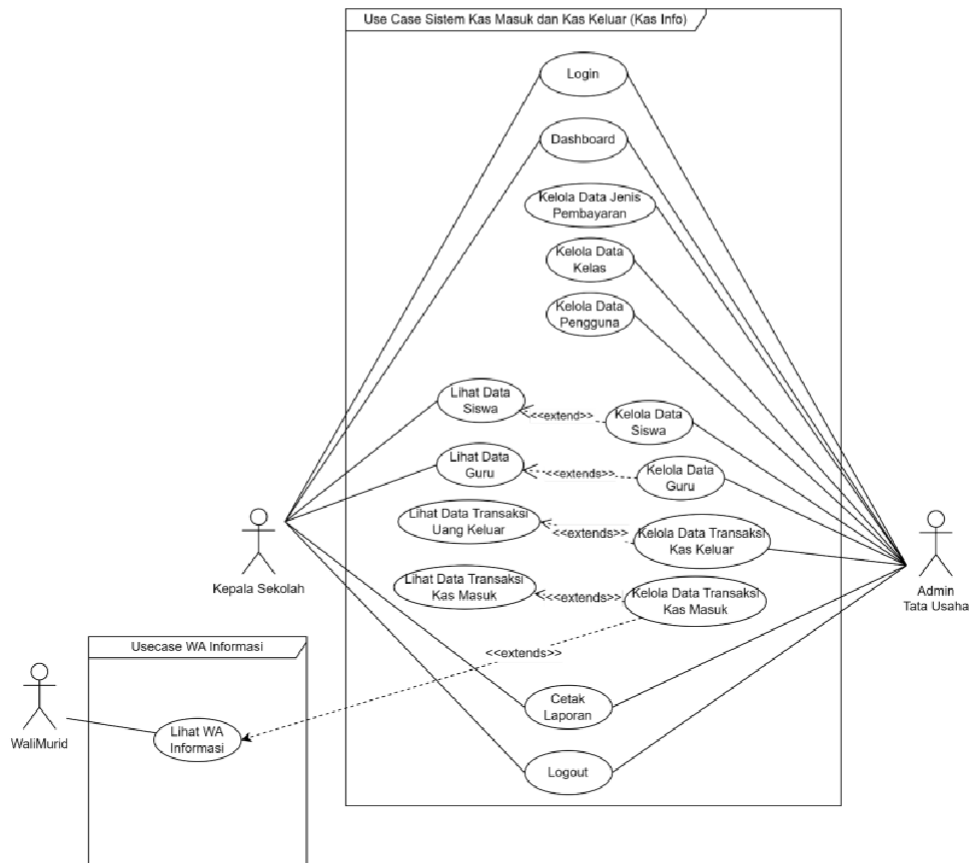 Use Case Sistem Kas Masuk dan Kas Keluar (Kas Info)
Login
Dashboard
Kelola Data Jenis
Pembayaran
Kelola Data
Kelas
Kelola Data
Pengguna
Lihat Data
Siswa
<<extend>>
Kelola Data
Siswa
Lihat Data
Guru
<<extends>>
Kelola Data
Guru
Lihat Data Transaksi
Uang Keluar
<<extends>>
Kelola Data Transaksi
Kas Keluar
Kepala Sekolah
Admin
Tata Usaha
Lihat Data Transaksi
Kas Masuk
<<extends>>
Kelola Data Transaksi
Kas Masuk
Usecase WA Informasi
<<extends>>
WaliMurid
Lihat WA
Informasi
Cetak
Laporan
Logout